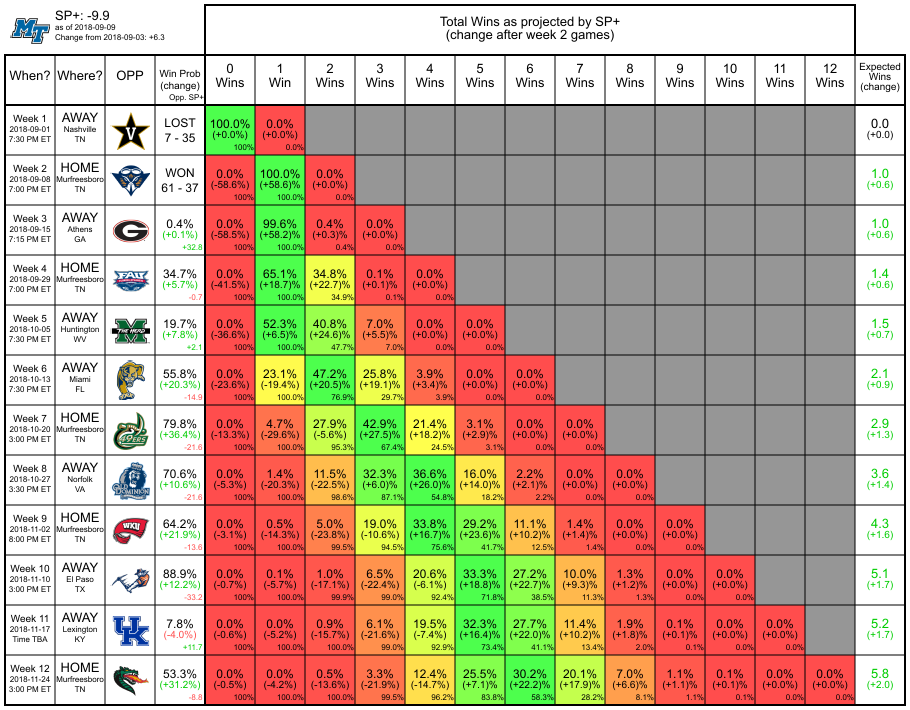 SP+: -9.9
as of 2018-09-09
Change from 2018-09-03: +6.3
Total Wins as projected by SP+
(change after week 2 games)
When? Where? OPP Win Prob (change) Opp. SP+ 0 Wins 1 Win 2 Wins 3 Wins 4 Wins 5 Wins 6 Wins 7 Wins 8 Wins 9 Wins 10 Wins 11 Wins 12 Wins Expected Wins (change)
Week 1 AWAY LOST 100.0% 0.0% 0.0
2018-09-01 Nashville V 7 - 35 (+0.0%) (+0.0%) (+0.0)
7:30 PM ET TN 100% 0.0%
Week 2 HOME WON 0.0% 100.0% 0.0% 1.0
2018-09-08 Murfreesboro 61 - 37 (-58.6%) (+58.6)% (+0.0%) (+0.6)
7:00 PM ET TN 100% 100.0% 0.0%
Week 3 AWAY 0.4% 0.0% 99.6% 0.4% 0.0% 1.0
2018-09-15 Athens G (+0.1%) (-58.5%) (+58.2)% (+0.3)% (+0.0%) (+0.6)
7:15 PM ET GA +32.8 100% 100.0% 0.4% 0.0%
Week 4 HOME 34.7% 0.0% 65.1% 34.8% 0.1% 0.0% 1.4
2018-09-29 Murfreesboro FAU (+5.7%) (-41.5%) (+18.7)% (+22.7)% (+0.1)% (+0.0%) (+0.6)
7:00 PM ET TN -0.7 100% 100.0% 34.9% 0.1% 0.0%
Week 5 AWAY 19.7% 0.0% 52.3% 40.8% 7.0% 0.0% 0.0% 1.5
2018-10-05 Huntington THE HERD (+7.8%) (-36.6%) (+6.5)% (+24.6)% (+5.5)% (+0.0%) (+0.0%) (+0.7)
7:30 PM ET WV +2.1 100% 100.0% 47.7% 7.0% 0.0% 0.0%
Week 6 AWAY 55.8% 0.0% 23.1% 47.2% 25.8% 3.9% 0.0% 0.0% 2.1
2018-10-13 Miami (+20.3%) (-23.6%) (-19.4%) (+20.5)% (+19.1)% (+3.4)% (+0.0%) (+0.0%) (+0.9)
7:30 PM ET FL -14.9 100% 100.0% 76.9% 29.7% 3.9% 0.0% 0.0%
Week 7 HOME 79.8% 0.0% 4.7% 27.9% 42.9% 21.4% 3.1% 0.0% 0.0% 2.9
2018-10-20 Murfreesboro 49ERS (+36.4%) (-13.3%) (-29.6%) (-5.6%) (+27.5)% (+18.2)% (+2.9)% (+0.0%) (+0.0%) (+1.3)
3:00 PM ET TN -21.6 100% 100.0% 95.3% 67.4% 24.5% 3.1% 0.0% 0.0%
Week 8 AWAY 70.6% 0.0% 1.4% 11.5% 32.3% 36.6% 16.0% 2.2% 0.0% 0.0% 3.6
2018-10-27 Norfolk OLD DOMINION (+10.6%) (-5.3%) (-20.3%) (-22.5%) (+6.0)% (+26.0)% (+14.0)% (+2.1)% (+0.0%) (+0.0%) (+1.4)
3:30 PM ET VA -21.6 100% 100.0% 98.6% 87.1% 54.8% 18.2% 2.2% 0.0% 0.0%
Week 9 HOME 64.2% 0.0% 0.5% 5.0% 19.0% 33.8% 29.2% 11.1% 1.4% 0.0% 0.0% 4.3
2018-11-02 Murfreesboro WKU (+21.9%) (-3.1%) (-14.3%) (-23.8%) (-10.6%) (+16.7)% (+23.6)% (+10.2)% (+1.4)% (+0.0%) (+0.0%) (+1.6)
8:00 PM ET TN -13.6 100% 100.0% 99.5% 94.5% 75.6% 41.7% 12.5% 1.4% 0.0% 0.0%
Week 10 AWAY 88.9% 0.0% 0.1% 1.0% 6.5% 20.6% 33.3% 27.2% 10.0% 1.3% 0.0% 0.0% 5.1
2018-11-10 El Paso (+12.2%) (-0.7%) (-5.7%) (-17.1%) (-22.4%) (-6.1%) (+18.8)% (+22.7)% (+9.3)% (+1.2)% (+0.0%) (+0.0%) (+1.7)
3:00 PM ET TX -33.2 100% 100.0% 99.9% 99.0% 92.4% 71.8% 38.5% 11.3% 1.3% 0.0% 0.0%
Week 11 AWAY 7.8% 0.0% 0.0% 0.9% 6.1% 19.5% 32.3% 27.7% 11.4% 1.9% 0.1% 0.0% 0.0% 5.2
2018-11-17 Lexington UK (-4.0%) (-0.6%) (-5.2%) (-15.7%) (-21.6%) (-7.4%) (+16.4)% (+22.0)% (+10.2)% (+1.8)% (+0.1)% (+0.0%) (+0.0%) (+1.7)
Time TBA KY +11.7 100% 100.0% 100.0% 99.0% 92.9% 73.4% 41.1% 13.4% 2.0% 0.1% 0.0% 0.0%
Week 12 HOME 53.3% 0.0% 0.0% 0.5% 3.3% 12.4% 25.5% 30.2% 20.1% 7.0% 1.1% 0.1% 0.0% 0.0% 5.8
2018-11-24 Murfreesboro (+31.2%) (-0.5%) (-4.2%) (-13.6%) (-21.9%) (-14.7%) (+7.1)% (+22.2)% (+17.9)% (+6.6)% (+1.1)% (+0.1)% (+0.0%) (+0.0%) (+2.0)
3:00 PM ET TN -8.8 100% 100.0% 100.0% 99.5% 96.2% 83.8% 58.3% 28.2% 8.1% 1.1% 0.1% 0.0% 0.0%